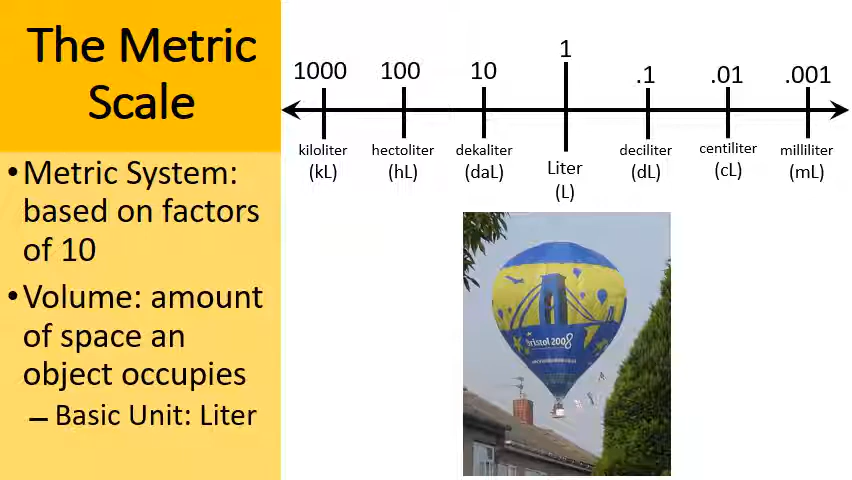 The Metric
Scale
•Metric System:
based on factors
of 10
•Volume: amount
of space an
object occupies
– Basic Unit: Liter
1000 100 10 1 .1 .01 .001
kiloliter hectoliter dekaliter Liter deciliter centiliter milliliter
(kL) (hL) (daL) (L) (dL) (cL) (mL)